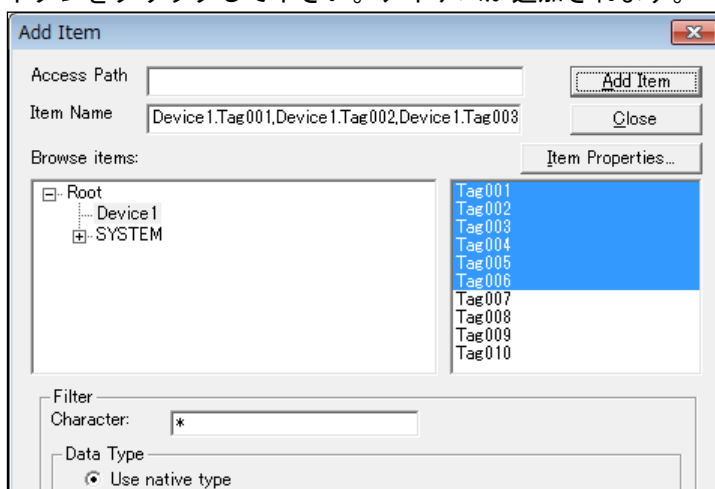 Add Item
Access Path
Add Item
Item Name
Device1.Tag001,Device1.Tag002,Device1.Tag003
Close
Browse items:
Item Properties...
Root
Device1
SYSTEM
Tag001
Tag002
Tag003
Tag004
Tag005
Tag006
Tag007
Tag008
Tag009
Tag010
Filter
Character:
*
Data Type
Use native type